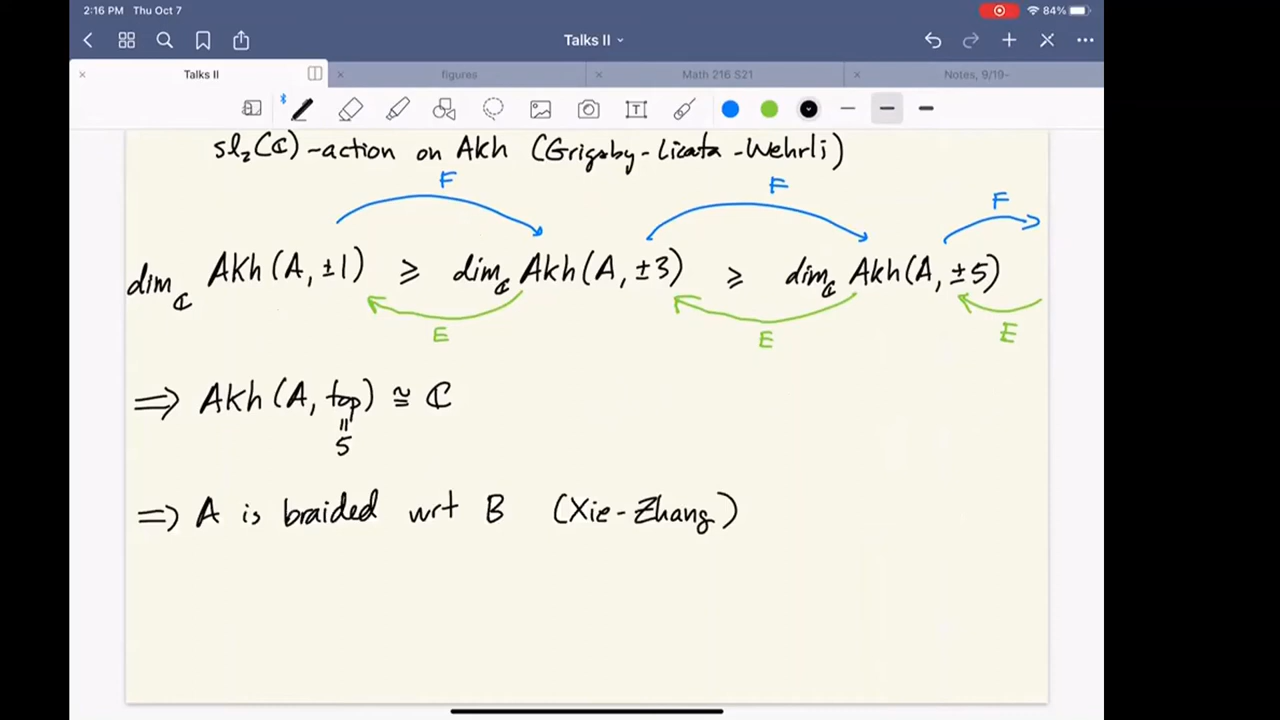 2:16 PM Thu Oct 7
84%
Talks II
Talks II
figures
Math 216 S21
Notes, 9/19-
sl₂(ℂ)-action on Akh (Grigsby-Licata-Wehrli)
F F F
dim_ℂ AKh(A, ±1) ≥ dim_ℂ Akh(A, ±3) ≥ dim_ℂ Akh(A, ±5)
E E E
⟹ AKh(A, top) ≅ ℂ
=
5
⟹ A is braided wrt B (Xie-Zhang)